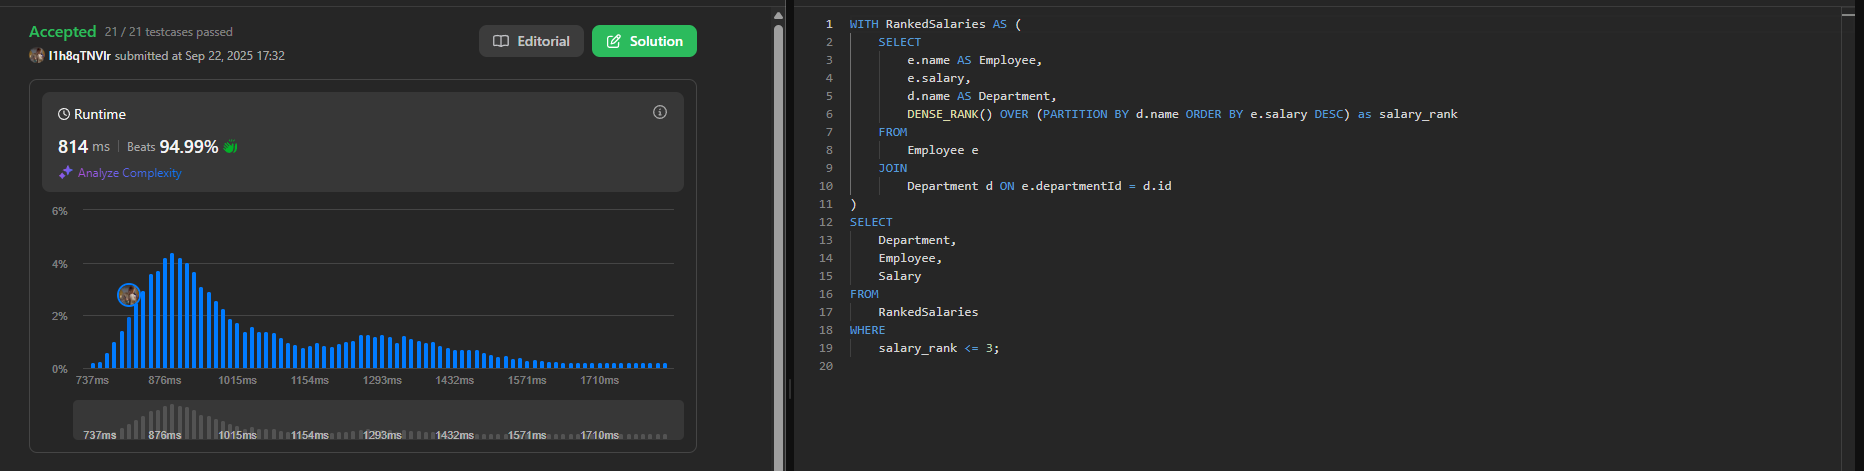 Accepted 21 / 21 testcases passed
l1h8qTNVlr submitted at Sep 22, 2025 17:32
Editorial
Solution
Runtime
814 ms | Beats 94.99%
Analyze Complexity
6%
4%
2%
0%
737ms 876ms 1015ms 1154ms 1293ms 1432ms 1571ms 1710ms
737ms 876ms 1015ms 1154ms 1293ms 1432ms 1571ms 1710ms
1 WITH RankedSalaries AS (
2 SELECT
3 e.name AS Employee,
4 e.salary,
5 d.name AS Department,
6 DENSE_RANK() OVER (PARTITION BY d.name ORDER BY e.salary DESC) as salary_rank
7 FROM
8 Employee e
9 JOIN
10 Department d ON e.departmentId = d.id
11 )
12 SELECT
13 Department,
14 Employee,
15 Salary
16 FROM
17 RankedSalaries
18 WHERE
19 salary_rank <= 3;
20